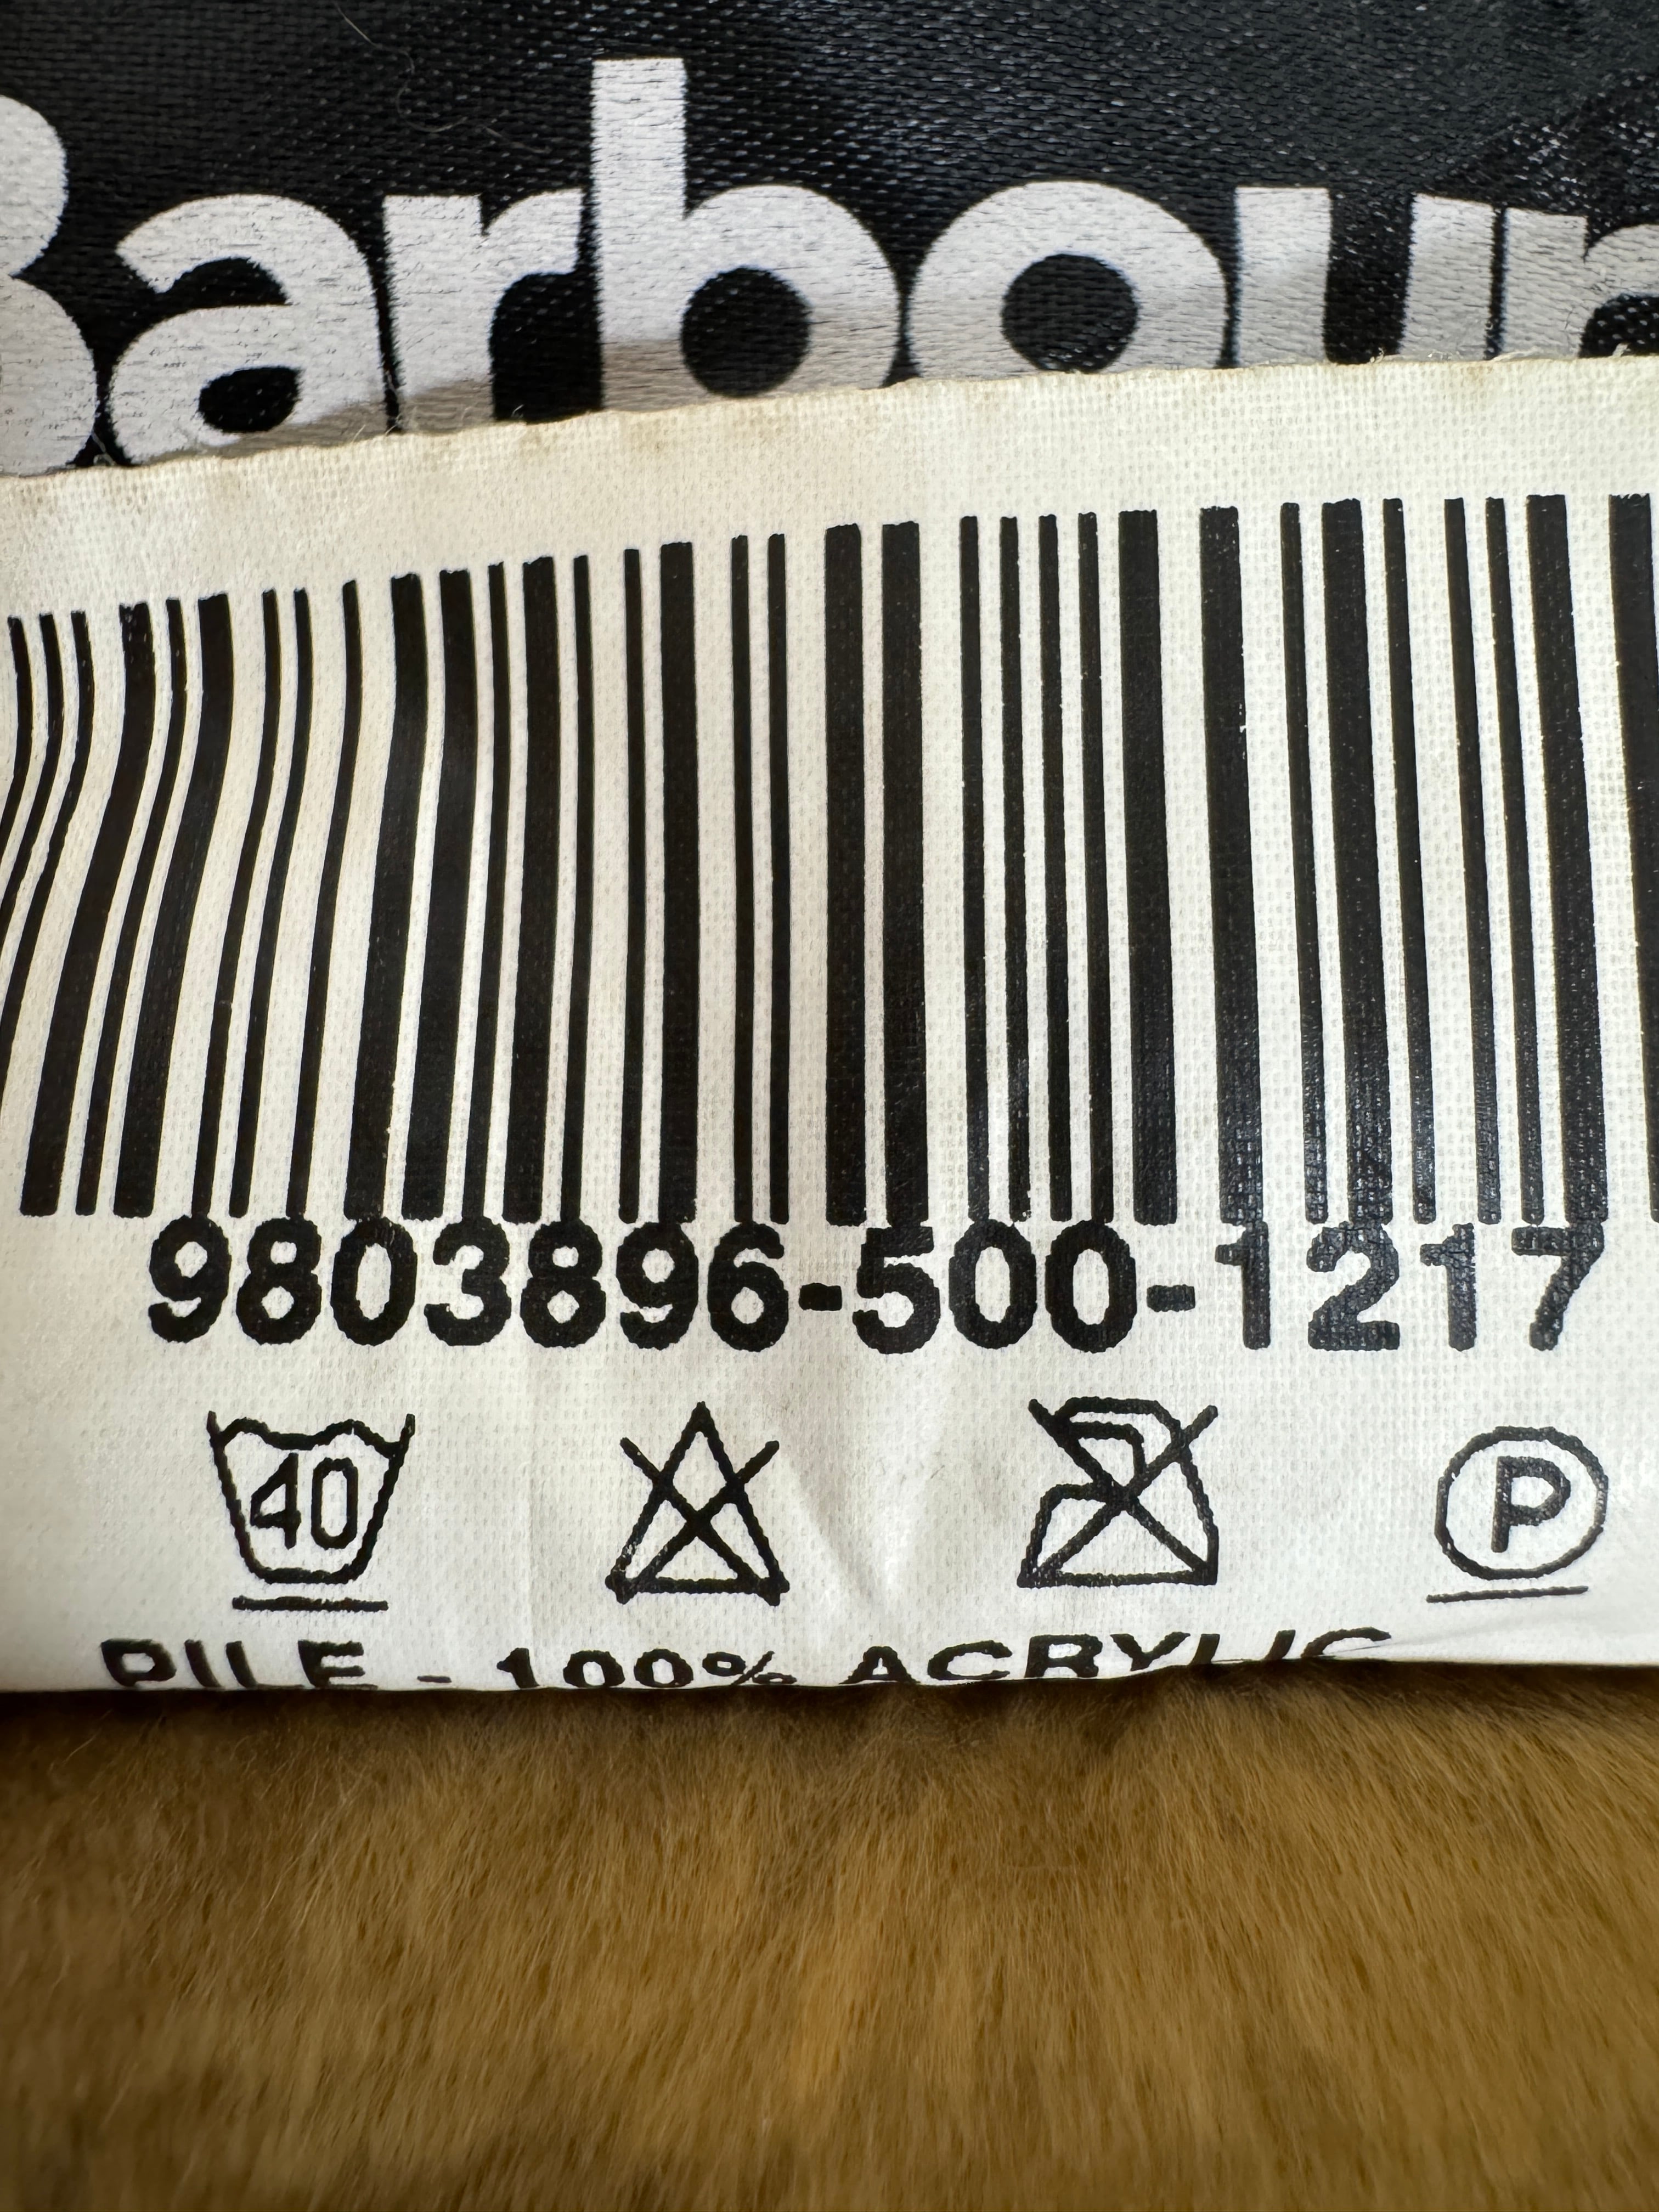 Barbour
9803896-500-1217
40
P
PILE - 100% ACRYLIC